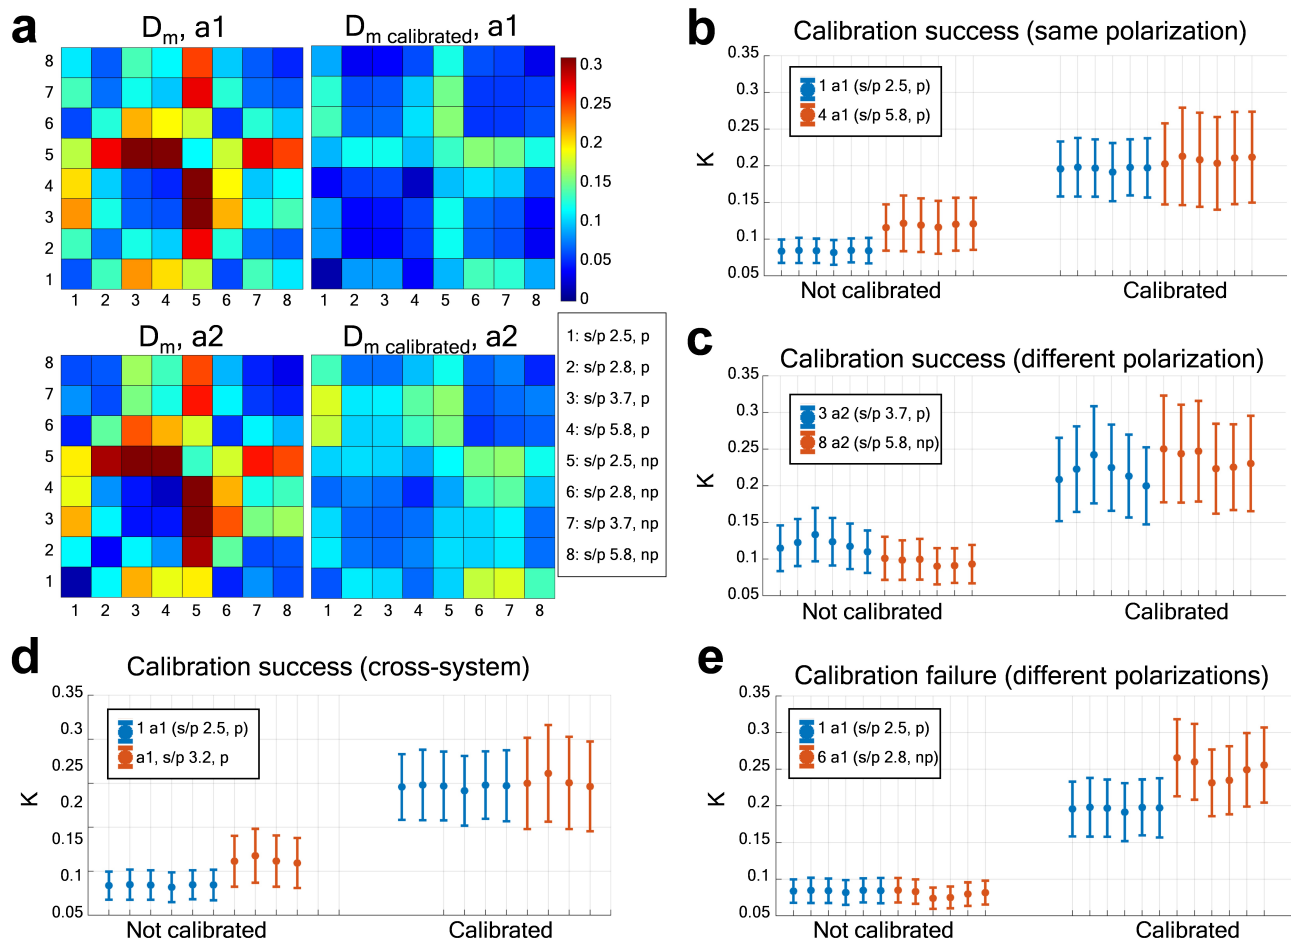 a
Dm, a1
Dm calibrated, a1
8
7
6
5
4
3
2
1
1 2 3 4 5 6 7 8
1 2 3 4 5 6 7 8
0.3
0.25
0.2
0.15
0.1
0.05
0
Dm, a2
Dm calibrated, a2
8
7
6
5
4
3
2
1
1 2 3 4 5 6 7 8
1 2 3 4 5 6 7 8
1: s/p 2.5, p
2: s/p 2.8, p
3: s/p 3.7, p
4: s/p 5.8, p
5: s/p 2.5, np
6: s/p 2.8, np
7: s/p 3.7, np
8: s/p 5.8, np
b
Calibration success (same polarization)
0.35
0.3
0.25
0.2
0.15
0.1
0.05
K
1 a1 (s/p 2.5, p)
4 a1 (s/p 5.8, p)
Not calibrated
Calibrated
c
Calibration success (different polarization)
0.35
0.3
0.25
0.2
0.15
0.1
0.05
K
3 a2 (s/p 3.7, p)
8 a2 (s/p 5.8, np)
Not calibrated
Calibrated
d
Calibration success (cross-system)
0.35
0.3
0.25
0.2
0.15
0.1
0.05
K
1 a1 (s/p 2.5, p)
a1, s/p 3.2, p
Not calibrated
Calibrated
e
Calibration failure (different polarizations)
0.35
0.3
0.25
0.2
0.15
0.1
0.05
K
1 a1 (s/p 2.5, p)
6 a1 (s/p 2.8, np)
Not calibrated
Calibrated